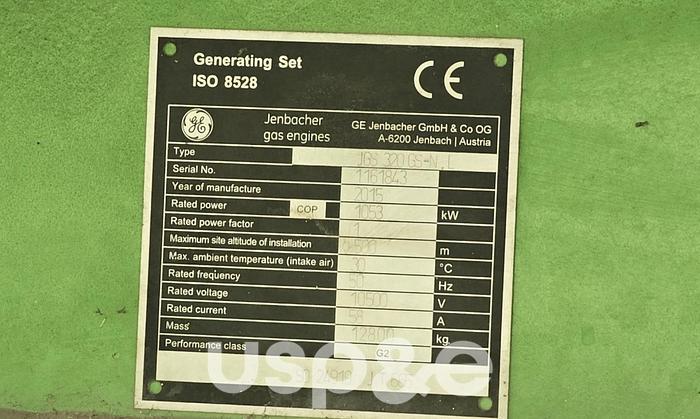 Generating Set
ISO 8528
CE
GE
Jenbacher
gas engines
GE Jenbacher GmbH & Co OG
A-6200 Jenbach | Austria
Type JGS 320 GS-N.L
Serial No. 1161843
Year of manufacture 2015
Rated power COP 1053 kW
Rated power factor 1
Maximum site altitude of installation 500 m
Max. ambient temperature (intake air) 30 °C
Rated frequency 50 Hz
Rated voltage 10500 V
Rated current 58 A
Mass 12800 kg
Performance class G2
usp&e